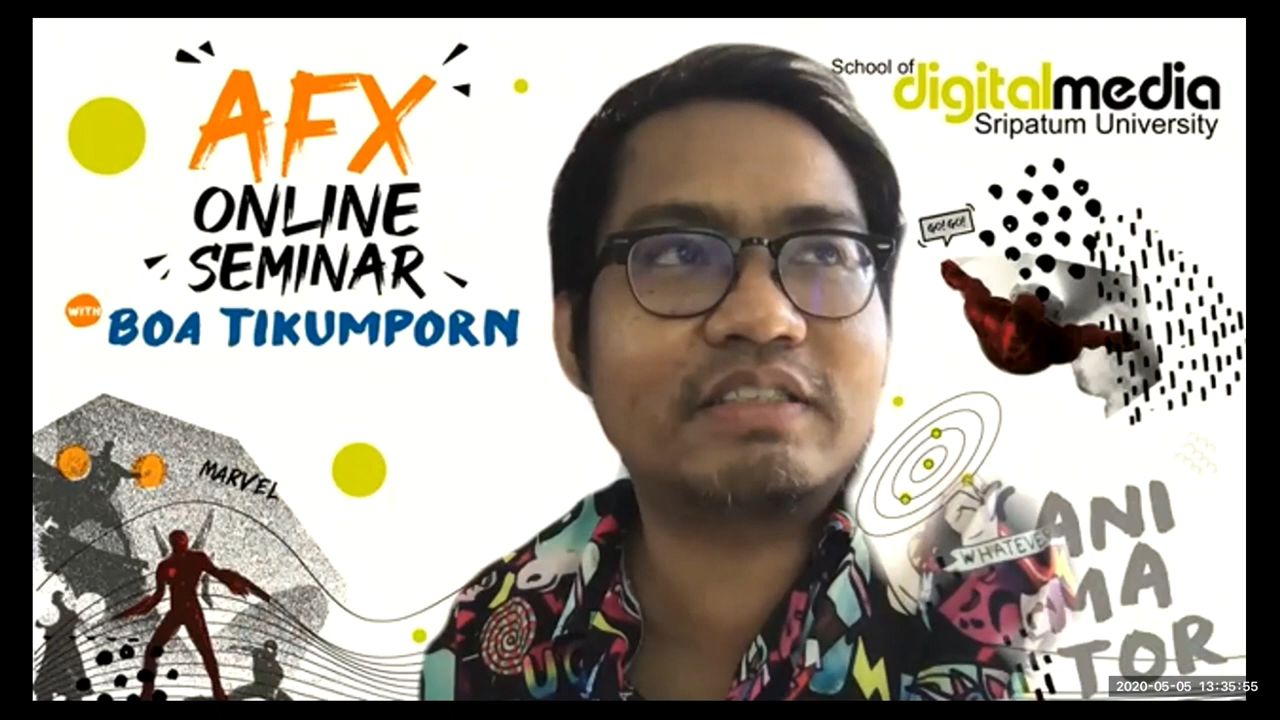 AFX
ONLINE
SEMINAR
WITH
BOA TIKUMPORN
School of
digitalmedia
Sripatum University
GO! GO!
MARVEL
WHATEVER
ANI
MA
TOR
2020-05-05 13:35:55